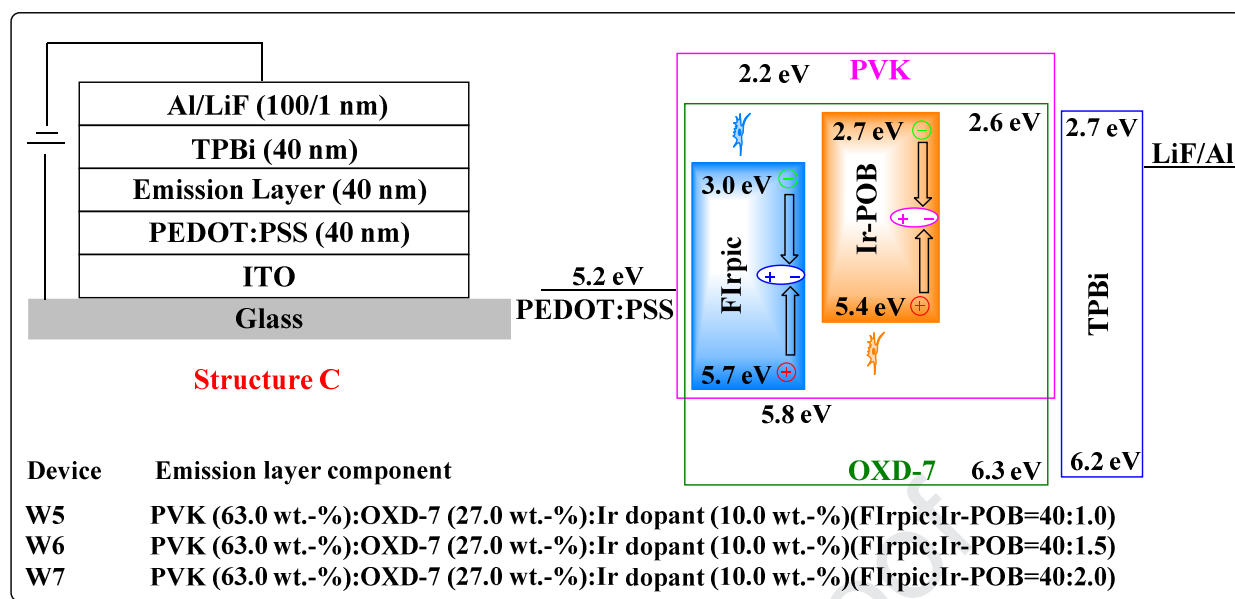 Al/LiF (100/1 nm)
TPBi (40 nm)
Emission Layer (40 nm)
PEDOT:PSS (40 nm)
ITO
Glass
Structure C
5.2 eV
PEDOT:PSS
2.2 eV
PVK
3.0 eV
FIrpic
5.7 eV
2.7 eV
Ir-POB
5.4 eV
2.6 eV
5.8 eV
OXD-7
6.3 eV
2.7 eV
TPBi
6.2 eV
LiF/Al
Device Emission layer component
W5 PVK (63.0 wt.-%):OXD-7 (27.0 wt.-%):Ir dopant (10.0 wt.-%)(FIrpic:Ir-POB=40:1.0)
W6 PVK (63.0 wt.-%):OXD-7 (27.0 wt.-%):Ir dopant (10.0 wt.-%)(FIrpic:Ir-POB=40:1.5)
W7 PVK (63.0 wt.-%):OXD-7 (27.0 wt.-%):Ir dopant (10.0 wt.-%)(FIrpic:Ir-POB=40:2.0)